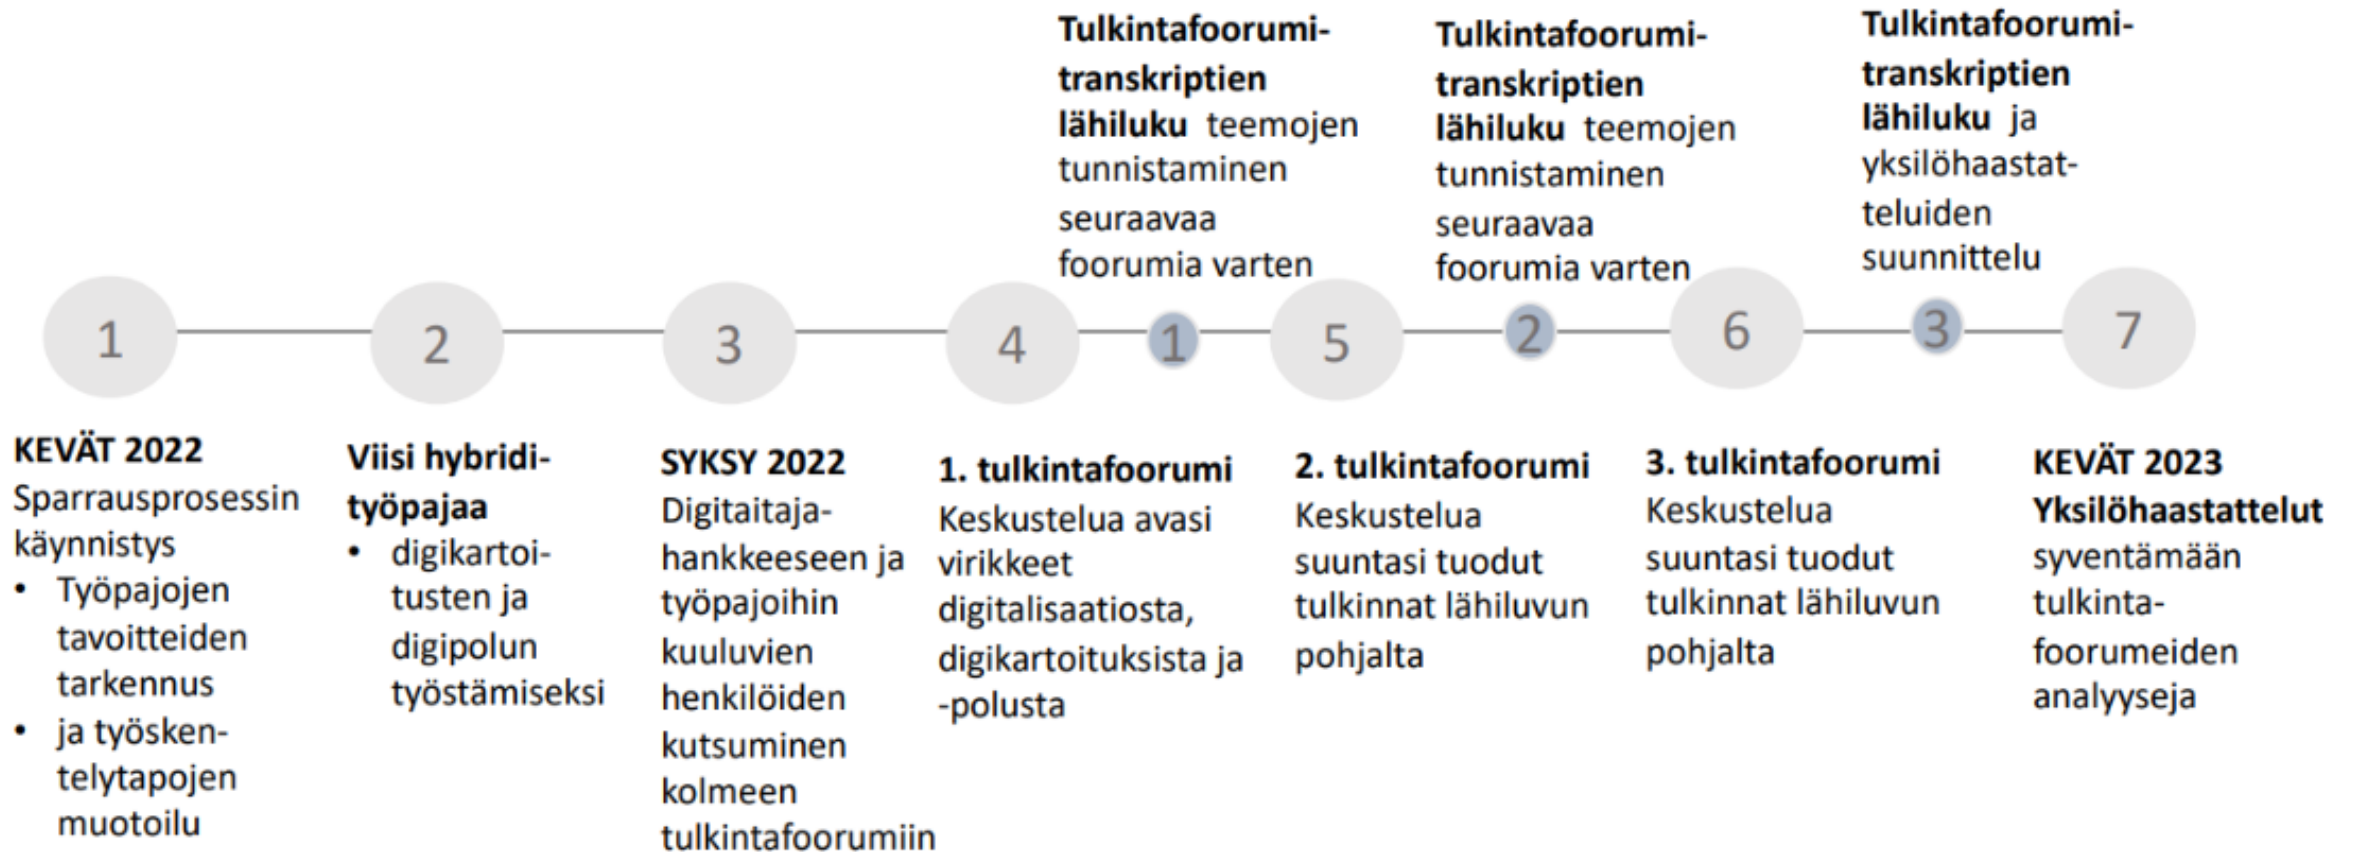 Tulkintafoorumi-
transkriptien
lähiluku teemojen
tunnistaminen
seuraavaa
foorumia varten
Tulkintafoorumi-
transkriptien
lähiluku teemojen
tunnistaminen
seuraavaa
foorumia varten
Tulkintafoorumi-
transkriptien
lähiluku ja
yksilöhaastat-
teluiden
suunnittelu
1
2
3
4
1
5
2
6
3
7
KEVÄT 2022
Sparrausprosessin
käynnistys
• Työpajojen
tavoitteiden
tarkennus
• ja työsken-
telytapojen
muotoilu
Viisi hybridi-
työpajaa
• digikartoi-
tusten ja
digipolun
työstämiseksi
SYKSY 2022
Digitaitaja-
hankkeeseen ja
työpajoihin
kuuluvien
henkilöiden
kutsuminen
kolmeen
tulkintafoorumiin
1. tulkintafoorumi
Keskustelua avasi
virikkeet
digitalisaatiosta,
digikartoituksista ja
-polusta
2. tulkintafoorumi
Keskustelua
suuntasi tuodut
tulkinnat lähiluvun
pohjalta
3. tulkintafoorumi
Keskustelua
suuntasi tuodut
tulkinnat lähiluvun
pohjalta
KEVÄT 2023
Yksilöhaastattelut
syventämään
tulkinta-
foorumeiden
analyyseja